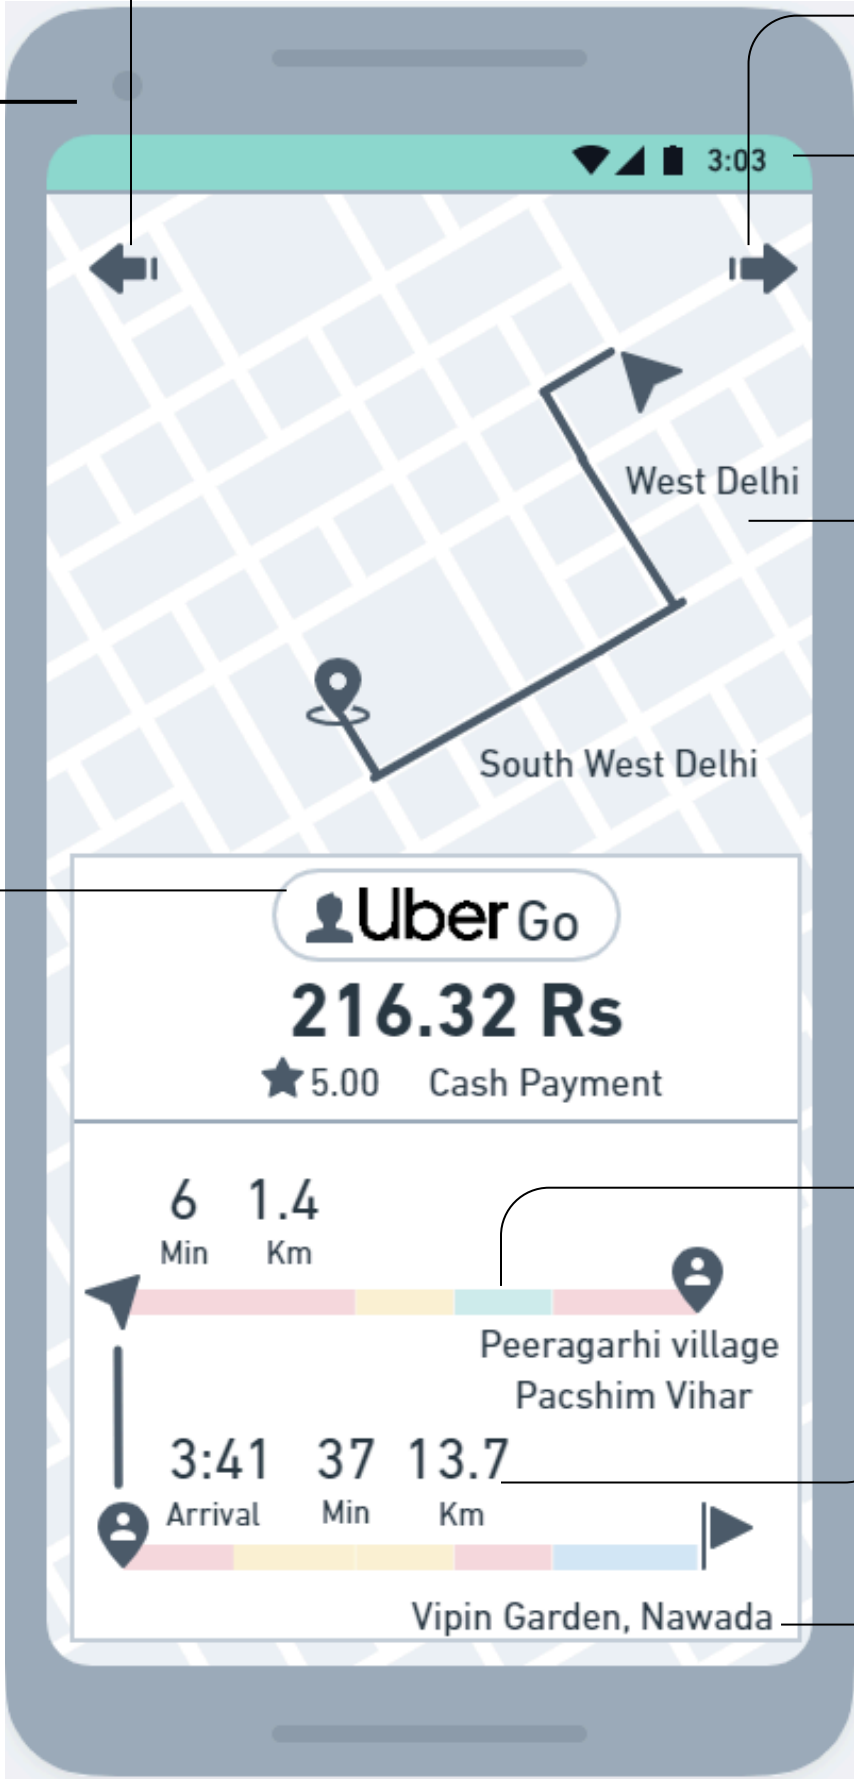 3:03
West Delhi
South West Delhi
Uber Go
216.32 Rs
5.00 Cash Payment
6 1.4
Min Km
Peeragarhi village
Pacshim Vihar
3:41 37 13.7
Arrival Min Km
Vipin Garden, Nawada